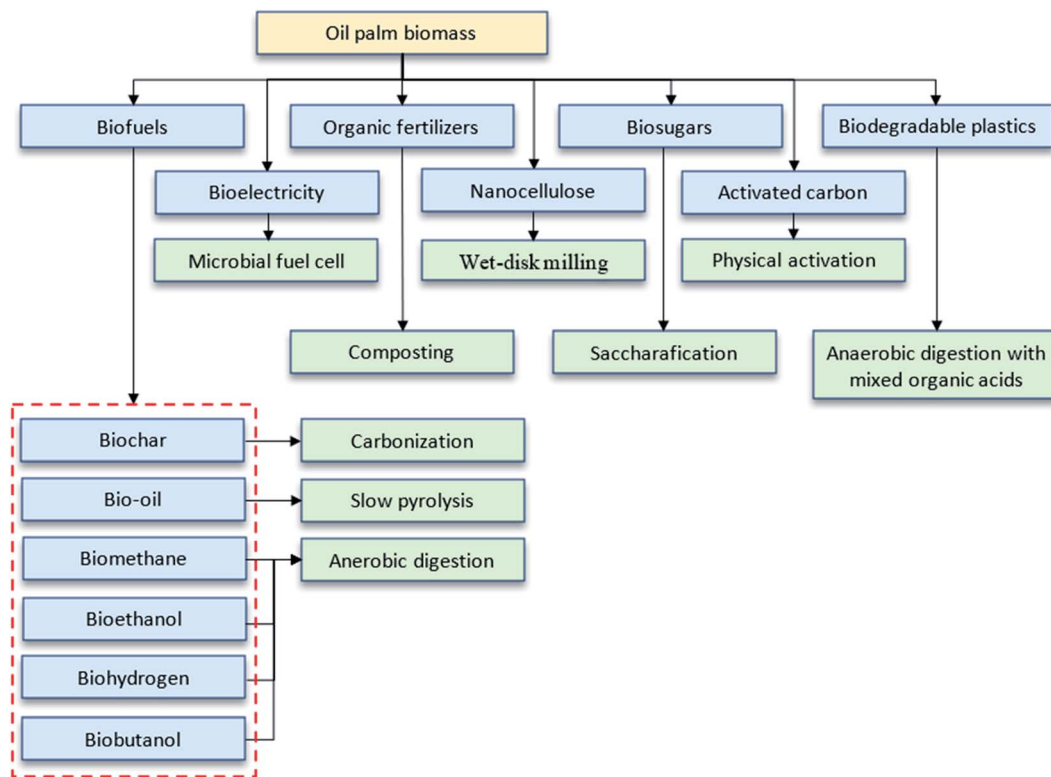 Oil palm biomass
Biofuels
Organic fertilizers
Biosugars
Biodegradable plastics
Bioelectricity
Nanocellulose
Activated carbon
Microbial fuel cell
Wet-disk milling
Physical activation
Composting
Saccharafication
Anaerobic digestion with
mixed organic acids
Biochar
Carbonization
Bio-oil
Slow pyrolysis
Biomethane
Anerobic digestion
Bioethanol
Biohydrogen
Biobutanol